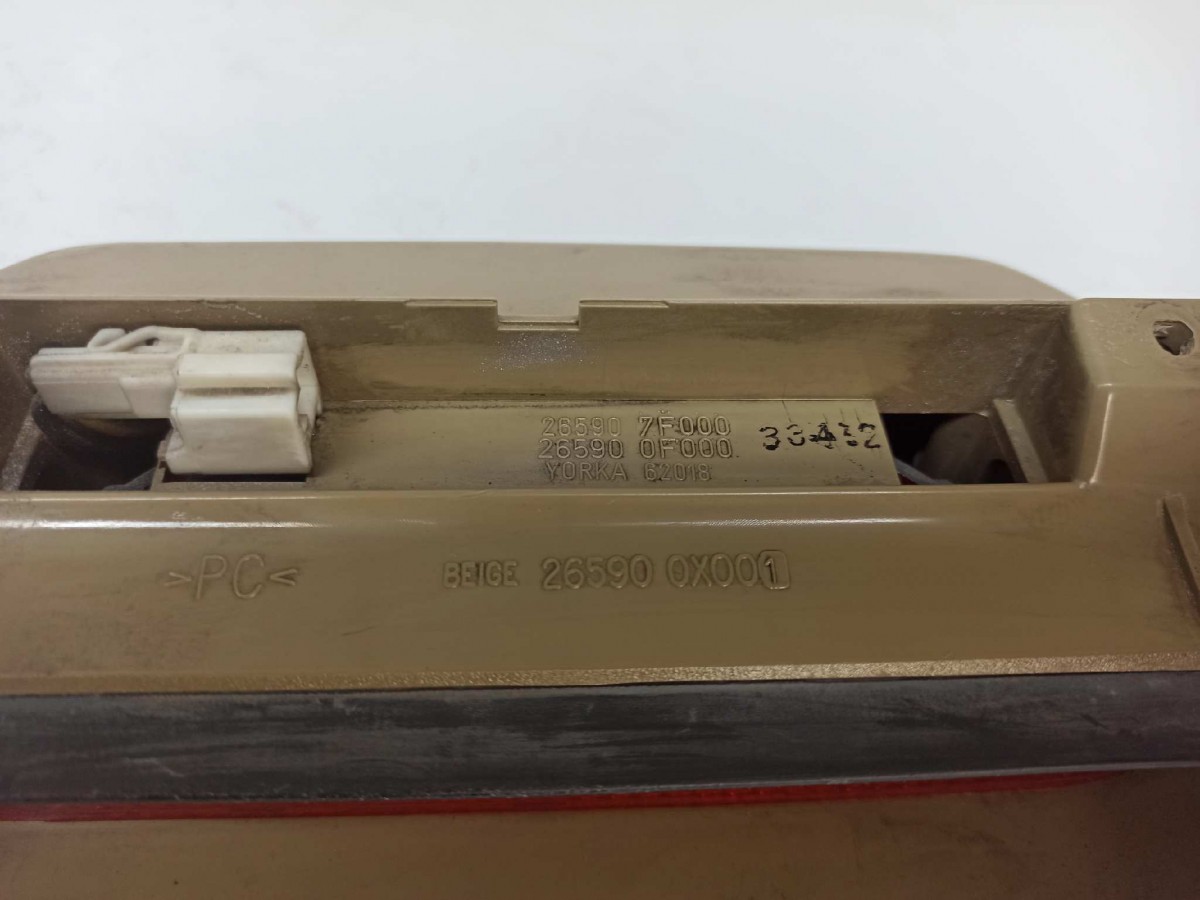 26590 7F000
26590 0F000
YORKA 62018
>PC<
BEIGE 26590 0X001